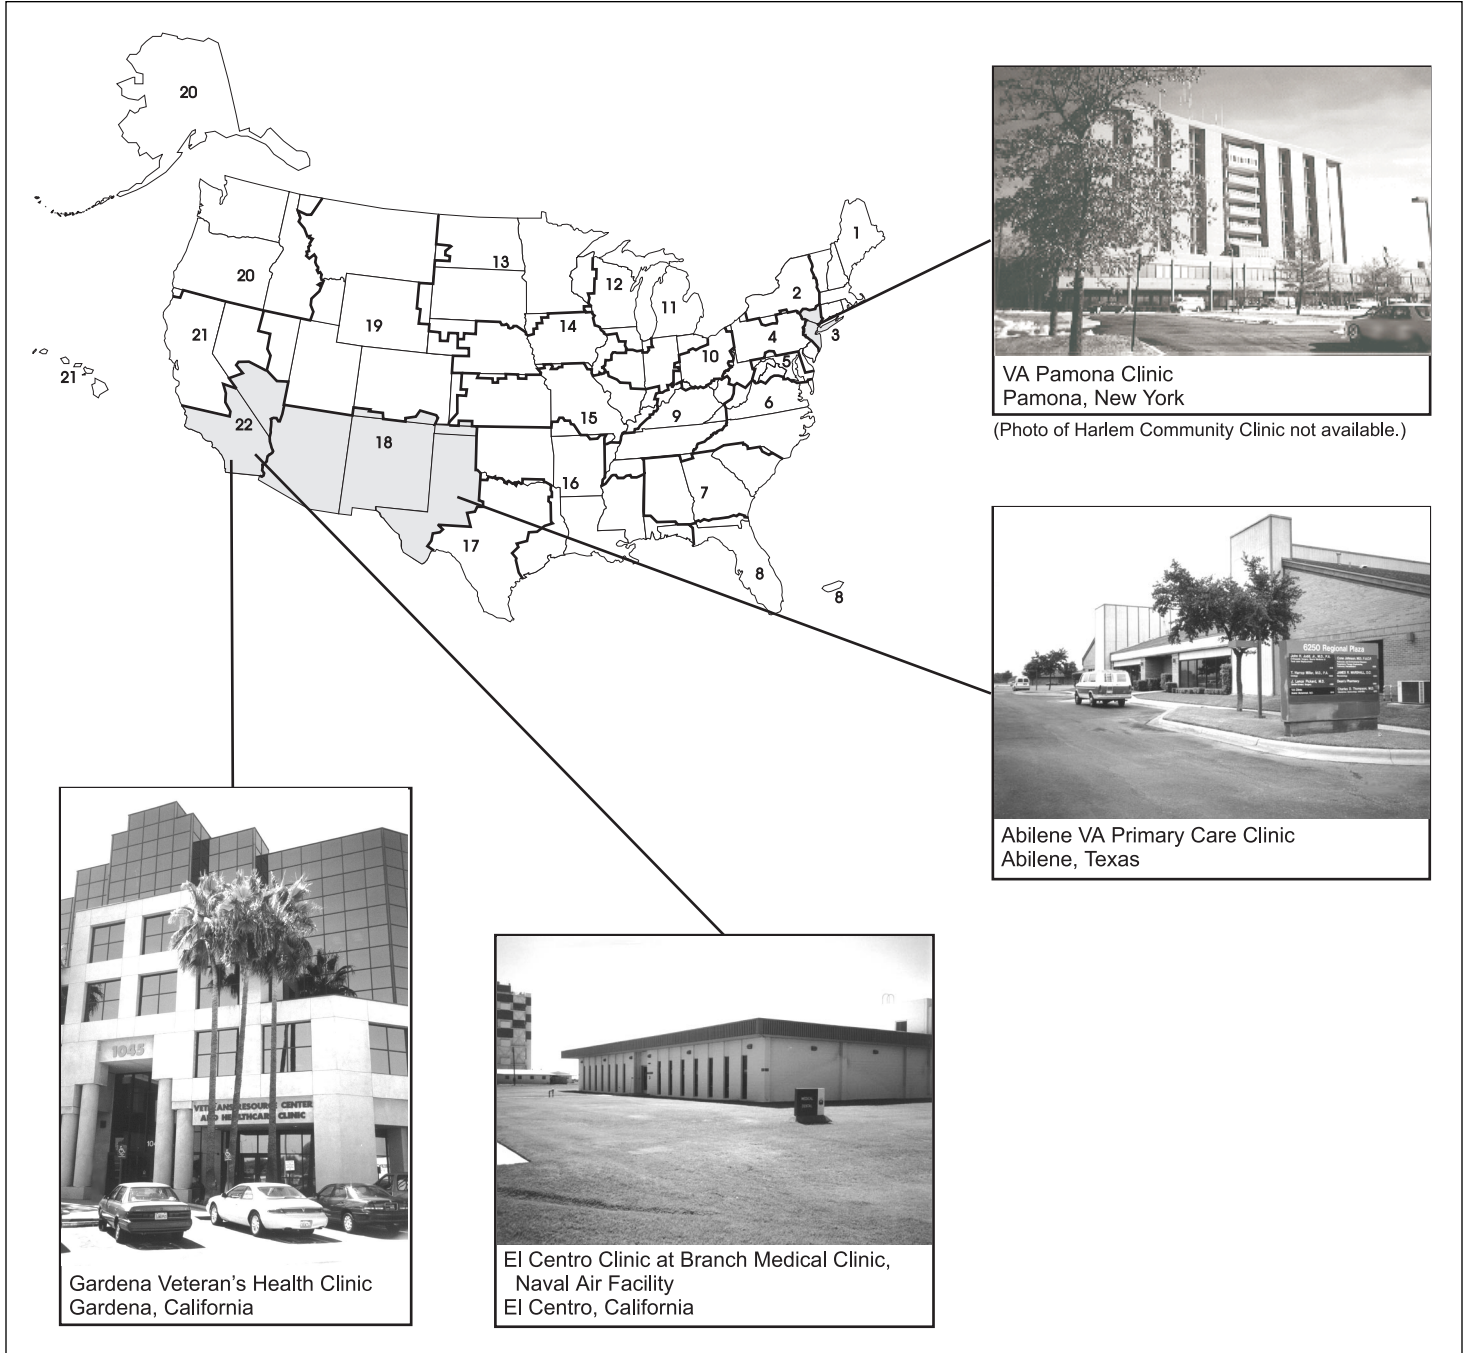 20
1
20
13
12
11
2
3
21
19
14
4
10
5
21
22
18
15
9
6
16
7
17
8
8
VA Pamona Clinic
Pamona, New York
(Photo of Harlem Community Clinic not available.)
6250 Regional Plaza
Abilene VA Primary Care Clinic
Abilene, Texas
1045
VETERANS RESOURCE CENTER
AND HEALTHCARE CLINIC
Gardena Veteran's Health Clinic
Gardena, California
El Centro Clinic at Branch Medical Clinic,
Naval Air Facility
El Centro, California